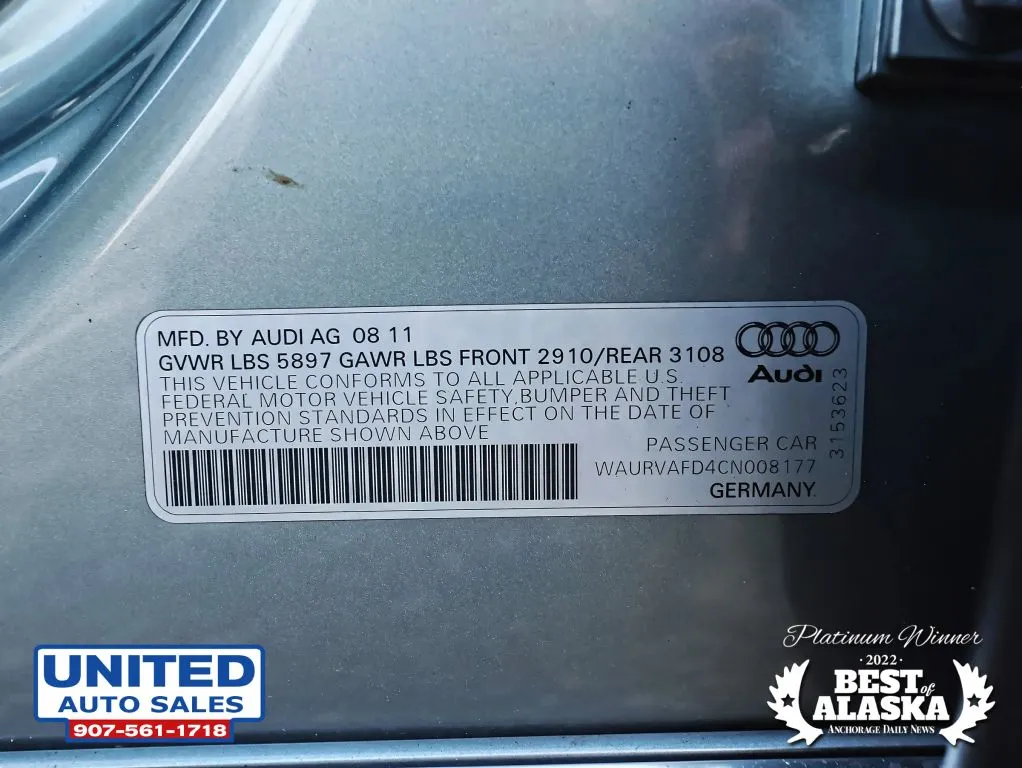 MFD. BY AUDI AG 08 11
GVWR LBS 5897 GAWR LBS FRONT 2910/REAR 3108
THIS VEHICLE CONFORMS TO ALL APPLICABLE U.S.
FEDERAL MOTOR VEHICLE SAFETY, BUMPER AND THEFT
PREVENTION STANDARDS IN EFFECT ON THE DATE OF
MANUFACTURE SHOWN ABOVE
Audi
3153623
PASSENGER CAR
WAURVAFD4CN008177
GERMANY
UNITED
AUTO SALES
907-561-1718
Platinum Winner
·2022·
BEST of
ALASKA
ANCHORAGE DAILY NEWS